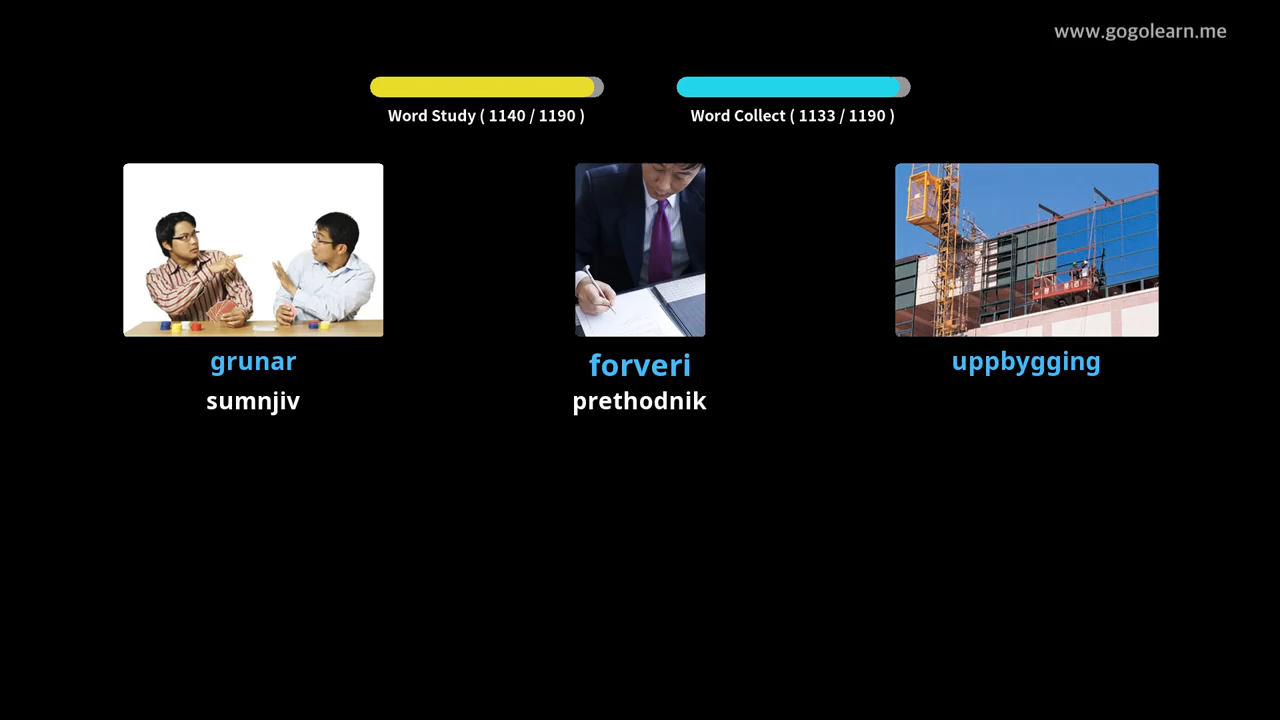 www.gogolearn.me
Word Study ( 1140 / 1190 )
Word Collect ( 1133 / 1190 )
grunar
sumnjiv
forveri
prethodnik
uppbygging